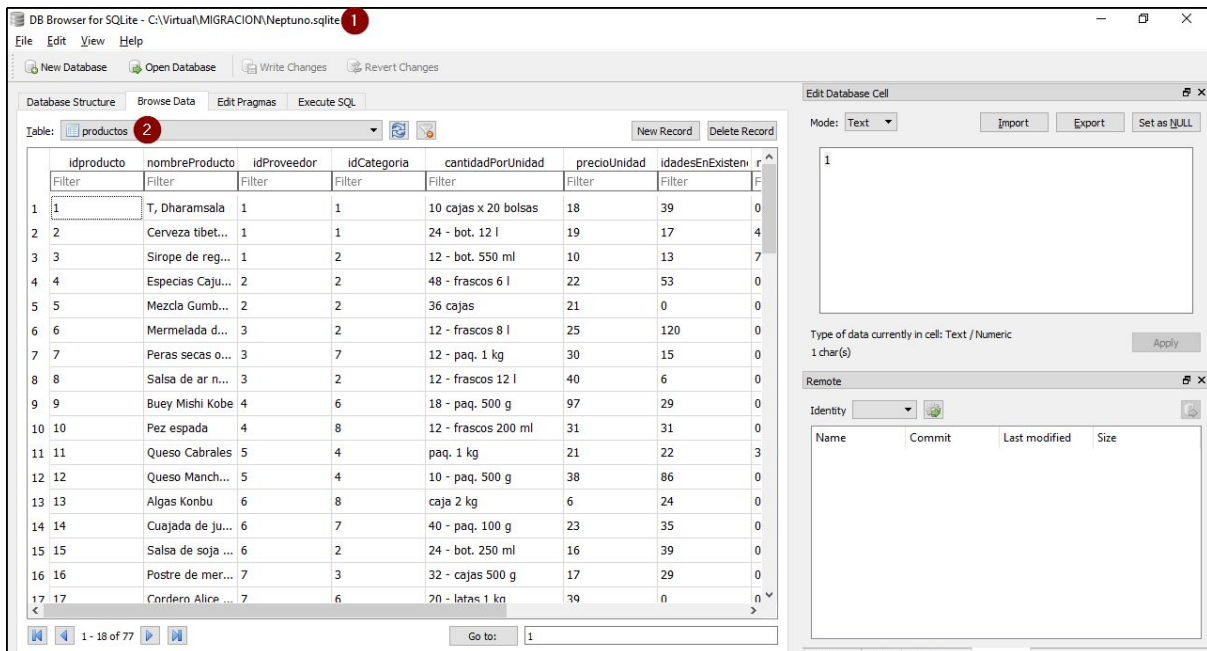 DB Browser for SQLite - C:\Virtual\MIGRACION\Neptuno.sqlite 1
File Edit View Help
New Database Open Database Write Changes Revert Changes
Database Structure Browse Data Edit Pragmas Execute SQL
Table: productos 2 New Record Delete Record
idproducto nombreProducto idProveedor idCategoria cantidadPorUnidad precioUnidad idadesEnExisten
Filter Filter Filter Filter Filter Filter Filter F
1 1 T, Dharamsala 1 1 10 cajas x 20 bolsas 18 39 0
2 2 Cerveza tibet... 1 1 24 - bot. 12 l 19 17 4
3 3 Sirope de reg... 1 2 12 - bot. 550 ml 10 13 7
4 4 Especias Caju... 2 2 48 - frascos 6 l 22 53 0
5 5 Mezcla Gumb... 2 2 36 cajas 21 0 0
6 6 Mermelada d... 3 2 12 - frascos 8 l 25 120 0
7 7 Peras secas o... 3 7 12 - paq. 1 kg 30 15 0
8 8 Salsa de ar n... 3 2 12 - frascos 12 l 40 6 0
9 9 Buey Mishi Kobe 4 6 18 - paq. 500 g 97 29 0
10 10 Pez espada 4 8 12 - frascos 200 ml 31 31 0
11 11 Queso Cabrales 5 4 paq. 1 kg 21 22 3
12 12 Queso Manch... 5 4 10 - paq. 500 g 38 86 0
13 13 Algas Konbu 6 8 caja 2 kg 6 24 0
14 14 Cuajada de ju... 6 7 40 - paq. 100 g 23 35 0
15 15 Salsa de soja ... 6 2 24 - bot. 250 ml 16 39 0
16 16 Postre de mer... 7 3 32 - cajas 500 g 17 29 0
17 17 Cordero Alice ... 7 6 20 - latas 1 kg 39 0 0
1 - 18 of 77 Go to: 1
Edit Database Cell
Mode: Text Import Export Set as NULL
1
Type of data currently in cell: Text / Numeric
1 char(s)
Apply
Remote
Identity
Name Commit Last modified Size